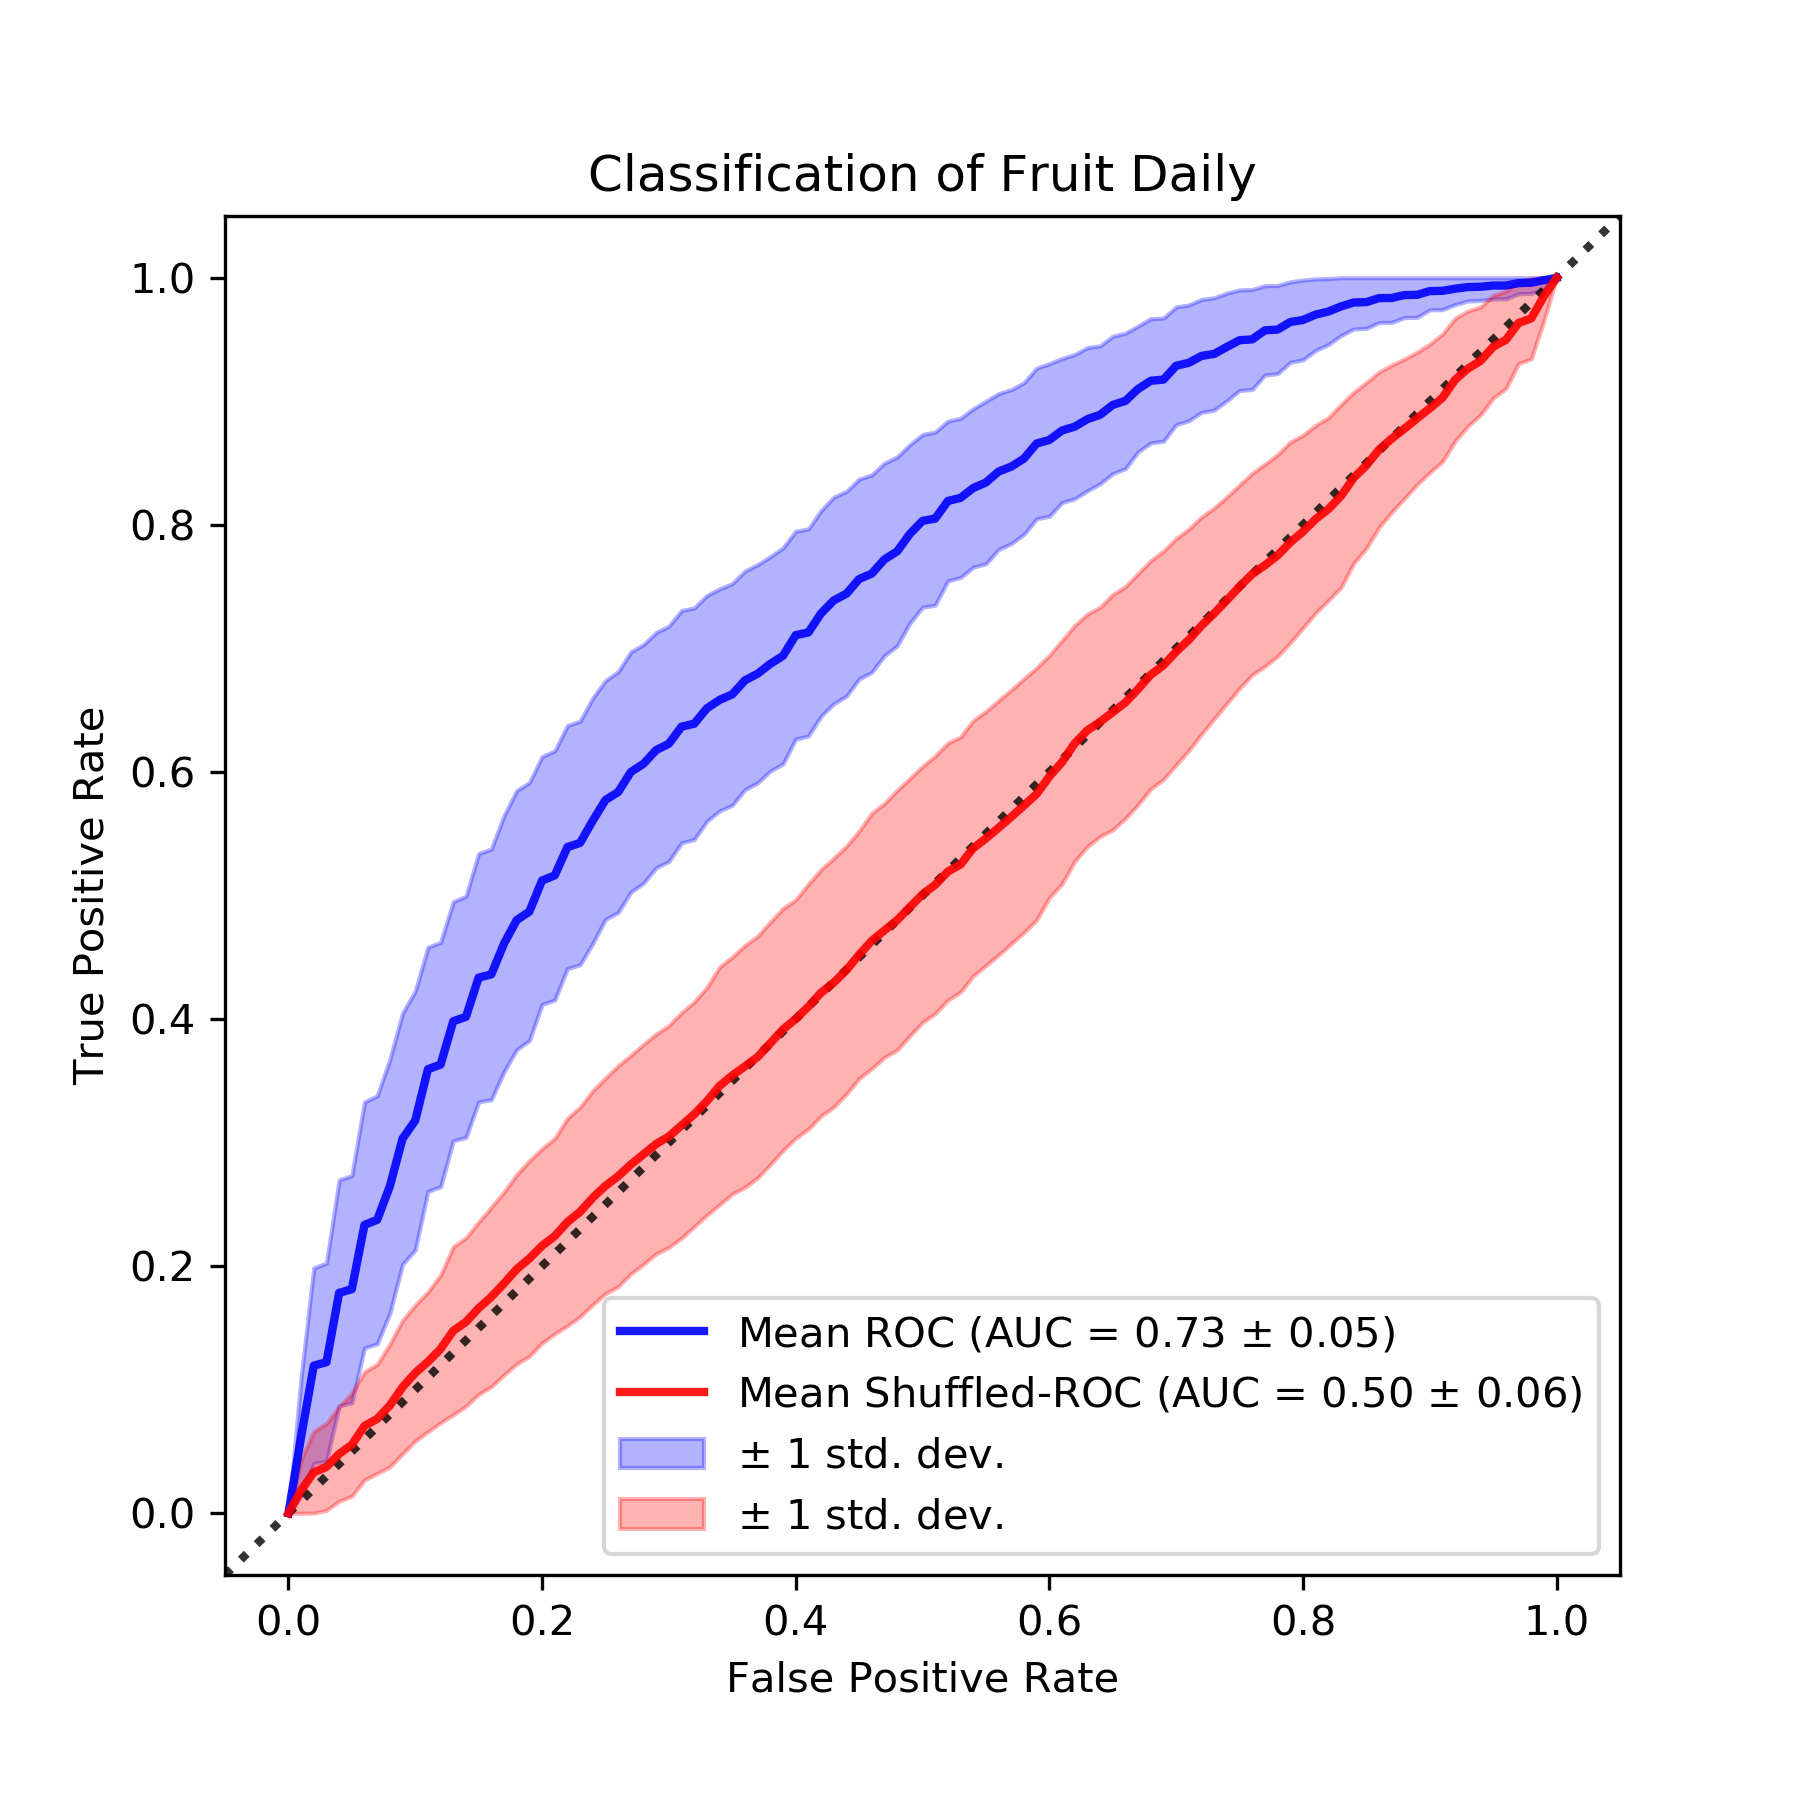 Classification of Fruit Daily
True Positive Rate
1.0
0.8
0.6
0.4
0.2
0.0
Mean ROC (AUC = 0.73 ± 0.05)
Mean Shuffled-ROC (AUC = 0.50 ± 0.06)
± 1 std. dev.
± 1 std. dev.
0.0 0.2 0.4 0.6 0.8 1.0
False Positive Rate